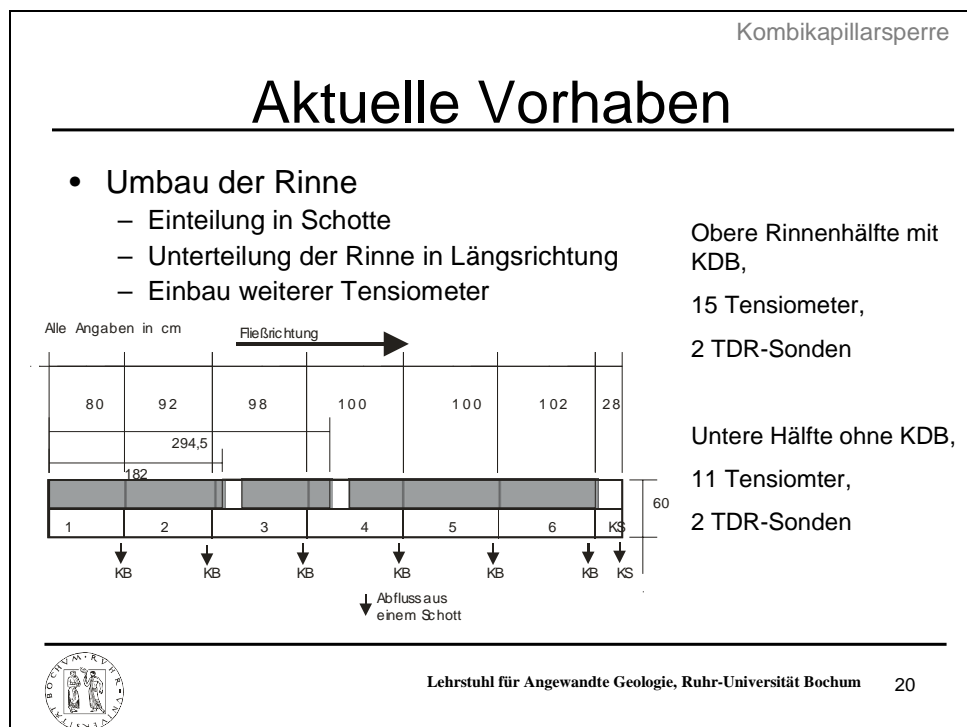 Kombikapillarsperre
Aktuelle Vorhaben
• Umbau der Rinne
– Einteilung in Schotte
– Unterteilung der Rinne in Längsrichtung
– Einbau weiterer Tensiometer
Obere Rinnenhälfte mit
KDB,
15 Tensiometer,
2 TDR-Sonden
Untere Hälfte ohne KDB,
11 Tensiomter,
2 TDR-Sonden
Alle Angaben in cm
Fließrichtung
80 92 98 100 100 102 28
294,5
182
60
1 2 3 4 5 6 KS
KB KB KB KB KB KB KS
Abfluss aus
einem Schott
Lehrstuhl für Angewandte Geologie, Ruhr-Universität Bochum 20